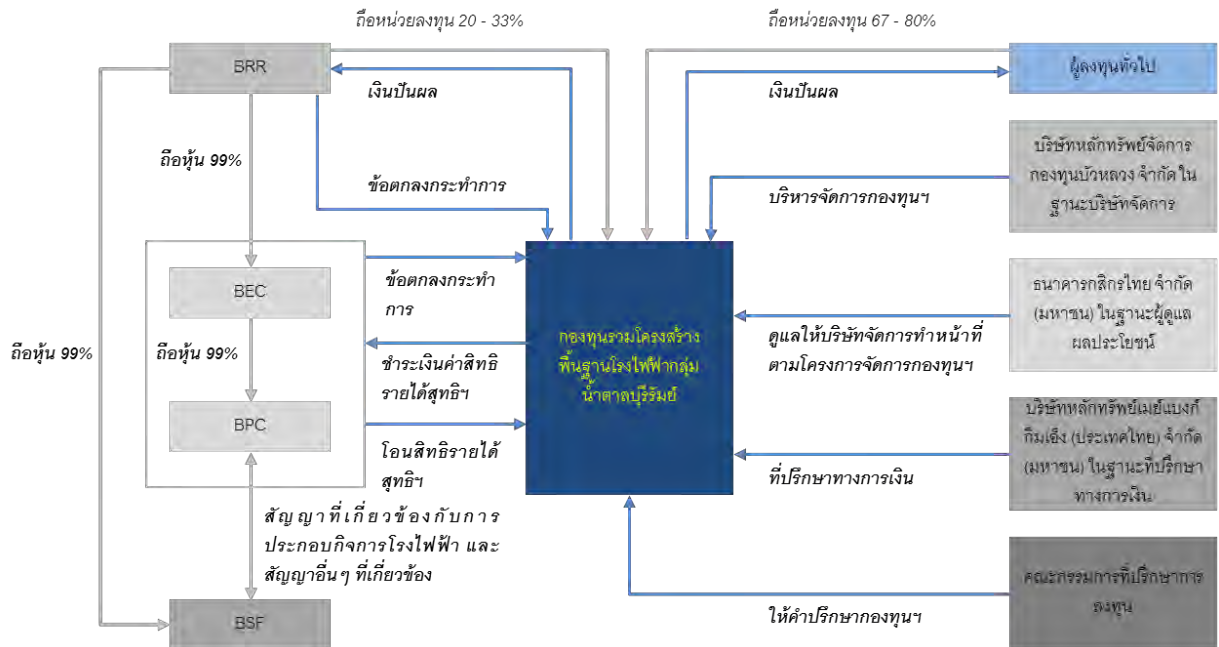 ถือหน่วยลงทุน 20 - 33%
ถือหน่วยลงทุน 67 - 80%
BRR
เงินปันผล
เงินปันผล
ผู้ลงทุนทั่วไป
ถือหุ้น 99%
ข้อตกลงกระทำการ
บริหารจัดการกองทุนฯ
บริษัทหลักทรัพย์จัดการ
กองทุนบัวหลวง จำกัด ใน
ฐานะบริษัทจัดการ
BEC
ข้อตกลงกระทำ
การ
ถือหุ้น 99%
ถือหุ้น 99%
ชำระเงินค่าสิทธิ
รายได้สุทธิฯ
กองทุนรวมโครงสร้าง
พื้นฐานโรงไฟฟ้ากลุ่ม
น้ำตาลบุรีรัมย์
ดูแลให้บริษัทจัดการทำหน้าที่
ตามโครงการจัดการกองทุนฯ
ธนาคารกสิกรไทย จำกัด
(มหาชน) ในฐานะผู้ดูแล
ผลประโยชน์
BPC
โอนสิทธิรายได้
สุทธิฯ
ที่ปรึกษาทางการเงิน
บริษัทหลักทรัพย์เมย์แบงก์
กิมเอ็ง (ประเทศไทย) จำกัด
(มหาชน) ในฐานะที่ปรึกษา
ทางการเงิน
สัญญาที่เกี่ยวข้องกับการ
ประกอบกิจการโรงไฟฟ้า และ
สัญญาอื่นๆ ที่เกี่ยวข้อง
BSF
ให้คำปรึกษากองทุนฯ
คณะกรรมการที่ปรึกษาการ
ลงทุน